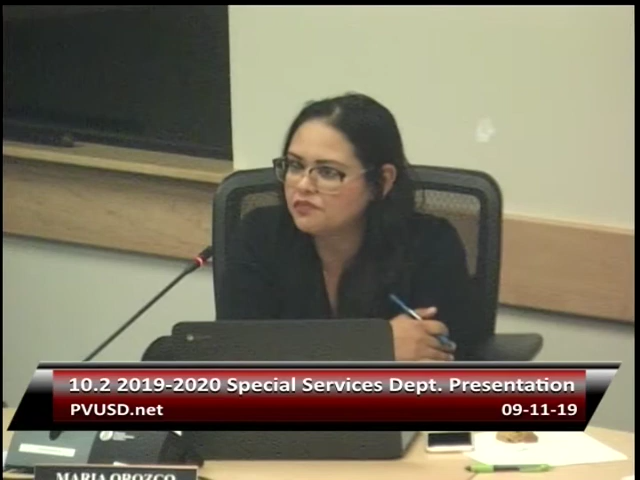 10.2 2019-2020 Special Services Dept. Presentation
PVUSD.net
09-11-19
MARIA OROZCO